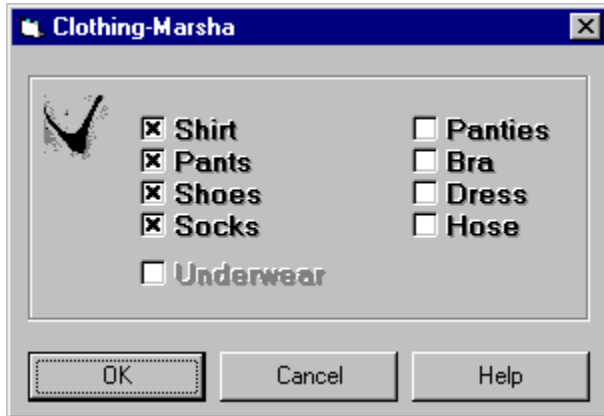 Clothing-Marsha
Shirt
Pants
Shoes
Socks
Underwear
Panties
Bra
Dress
Hose
OK
Cancel
Help